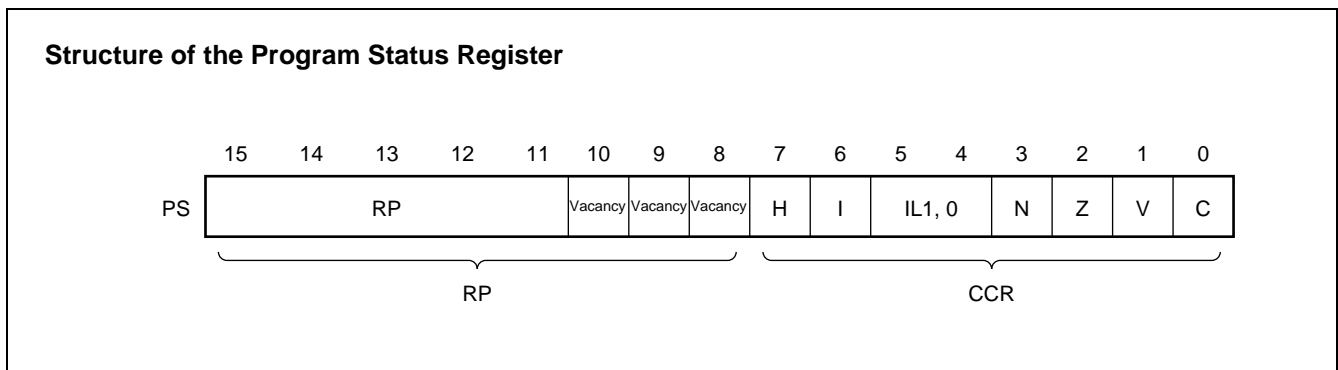 Structure of the Program Status Register
15 14 13 12 11 10 9 8 7 6 5 4 3 2 1 0
PS RP Vacancy Vacancy Vacancy H I IL1, 0 N Z V C
RP CCR